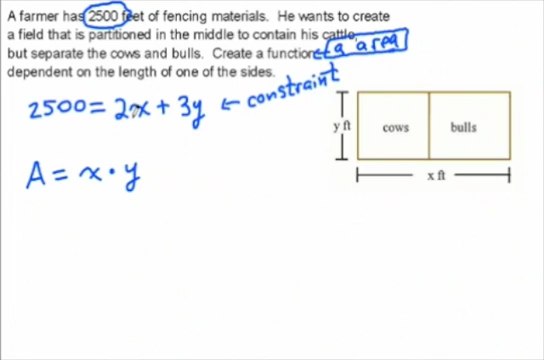 A farmer has 2500 feet of fencing materials. He wants to create
a field that is partitioned in the middle to contain his cattle,
but separate the cows and bulls. Create a function a area
dependent on the length of one of the sides.
2500 = 2x + 3y ← constraint
A = x · y
y ft
cows
bulls
x ft